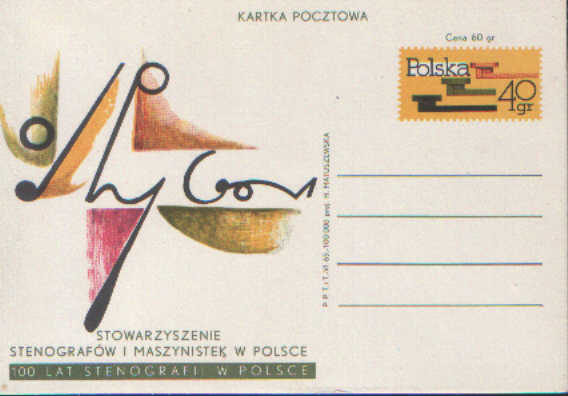 KARTKA POCZTOWA
Cena 60 gr
Polska
40 gr
P.P.T.i T.-VI 65.-100 000 proj. H. MATUSZEWSKA
STOWARZYSZENIE
STENOGRAFÓW I MASZYNISTEK W POLSCE
100 LAT STENOGRAFII W POLSCE